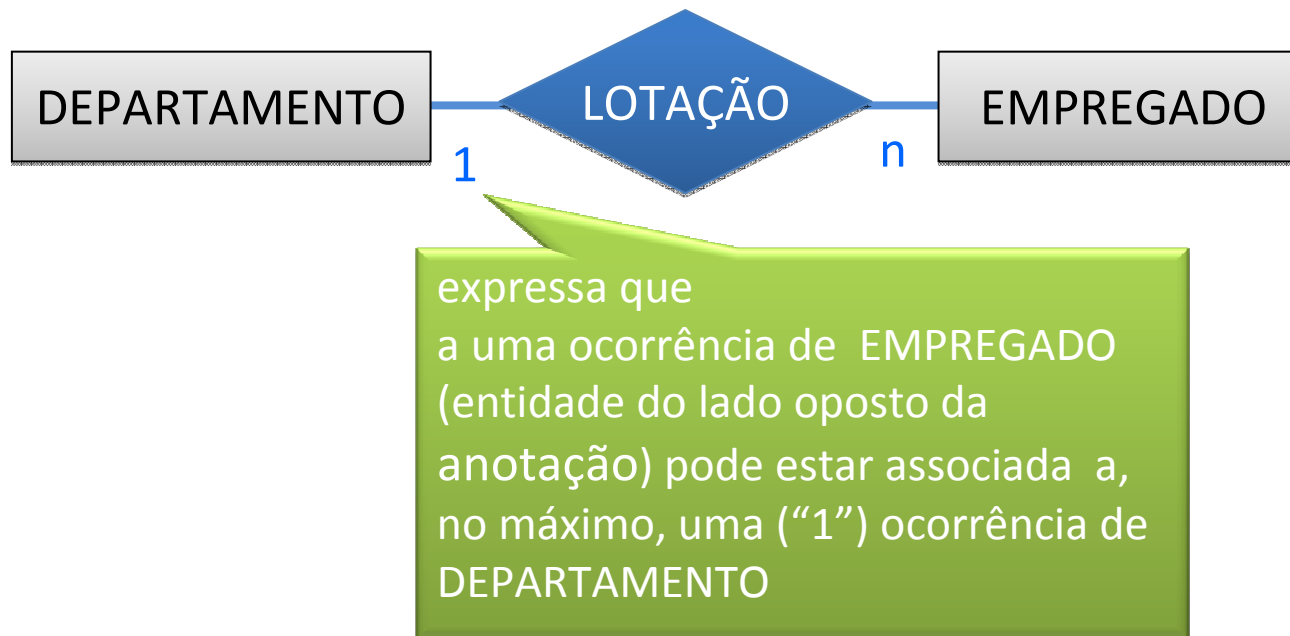 DEPARTAMENTO
LOTAÇÃO
EMPREGADO
1
n
expressa que
a uma ocorrência de EMPREGADO
(entidade do lado oposto da
anotação) pode estar associada a,
no máximo, uma (“1”) ocorrência de
DEPARTAMENTO